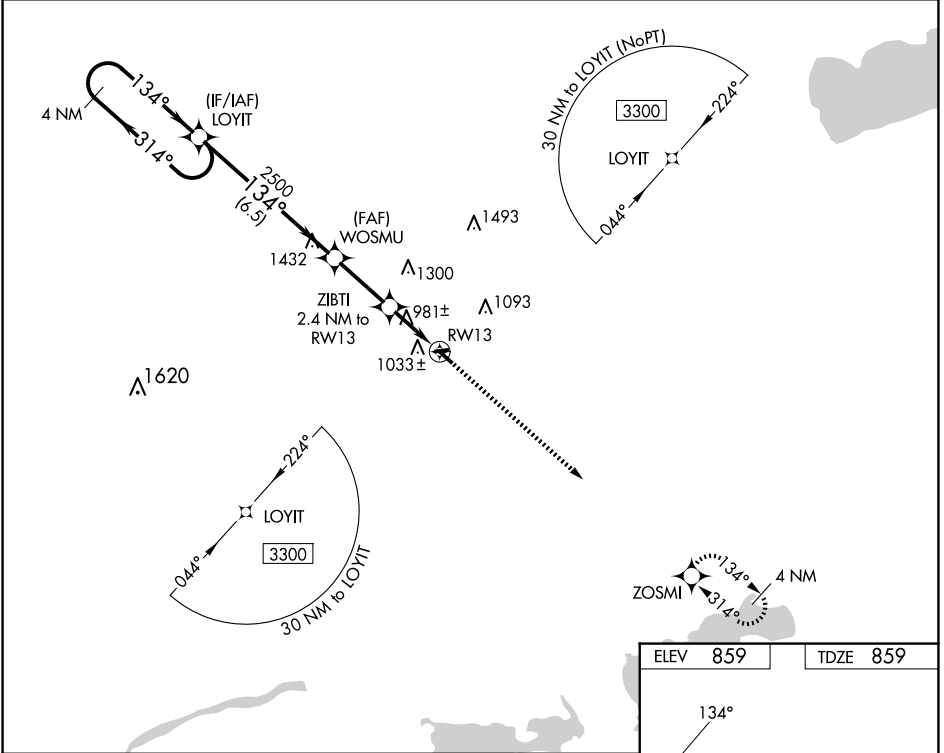 134°
4 NM
314°
(IF/IAF)
LOYIT
2500
134°
(6.5)
30 NM to LOYIT (NoPT)
3300
224°
LOYIT
044°
1493
(FAF)
WOSMU
1432
1300
ZIBTI
2.4 NM to
RW13
981±
1093
RW13
1033±
1620
224°
LOYIT
3300
044°
30 NM to LOYIT
134°
4 NM
ZOSMI
314°
ELEV 859
TDZE 859
134°